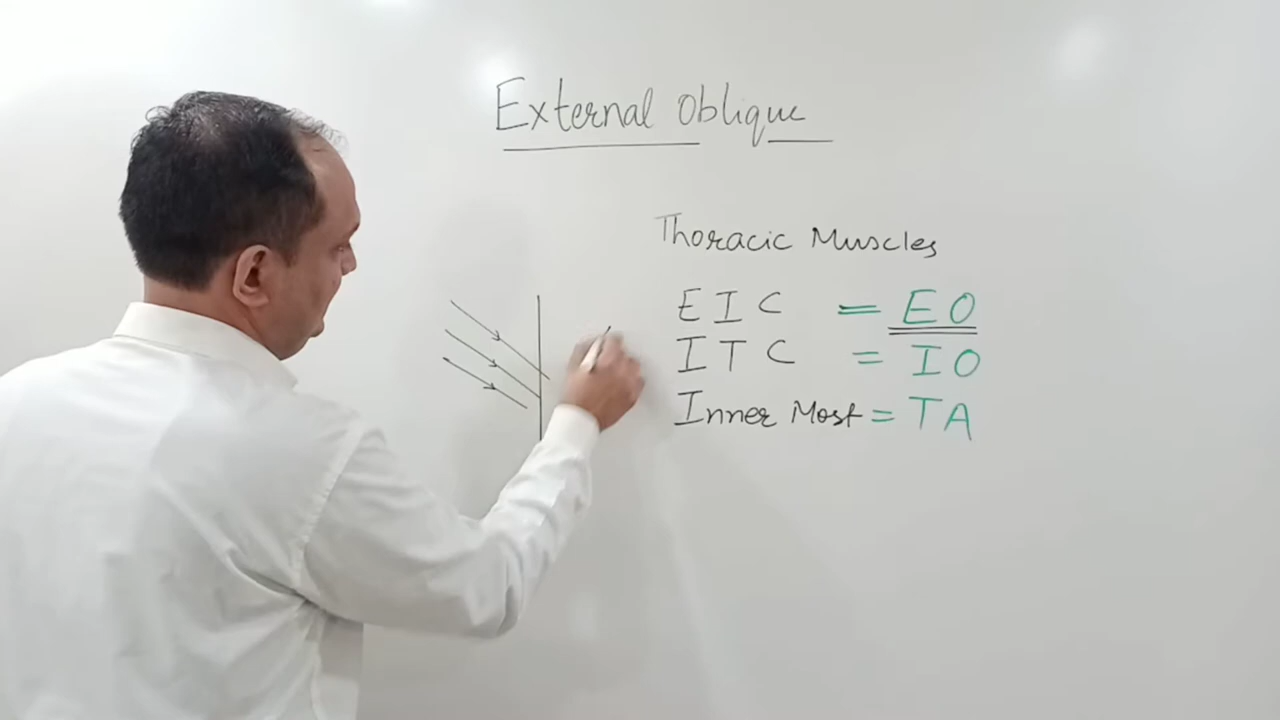 External Oblique
Thoracic Muscles
EIC = EO
ITC = IO
Inner Most = TA